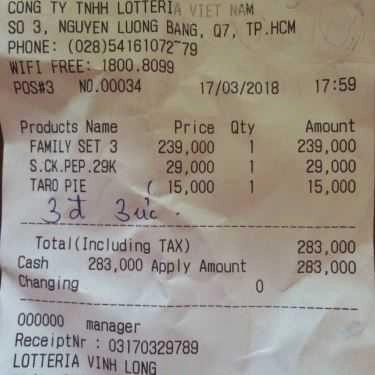 CONG TY TNHH LOTTERIA VIET NAM
SO 3, NGUYEN LUONG BANG, Q7, TP.HCM
PHONE: (028)54161072~79
WIFI FREE: 1800.8099
POS#3 NO.00034 17/03/2018 17:59
Products Name Price Qty Amount
FAMILY SET 3 239,000 1 239,000
S.CK.PEP.29K 29,000 1 29,000
TARO PIE 15,000 1 15,000
3đ 3ức.
Total(Including TAX) 283,000
Cash 283,000 Apply Amount 283,000
Changing 0
000000 manager
ReceiptNr : 03170329789
LOTTERIA VINH LONG